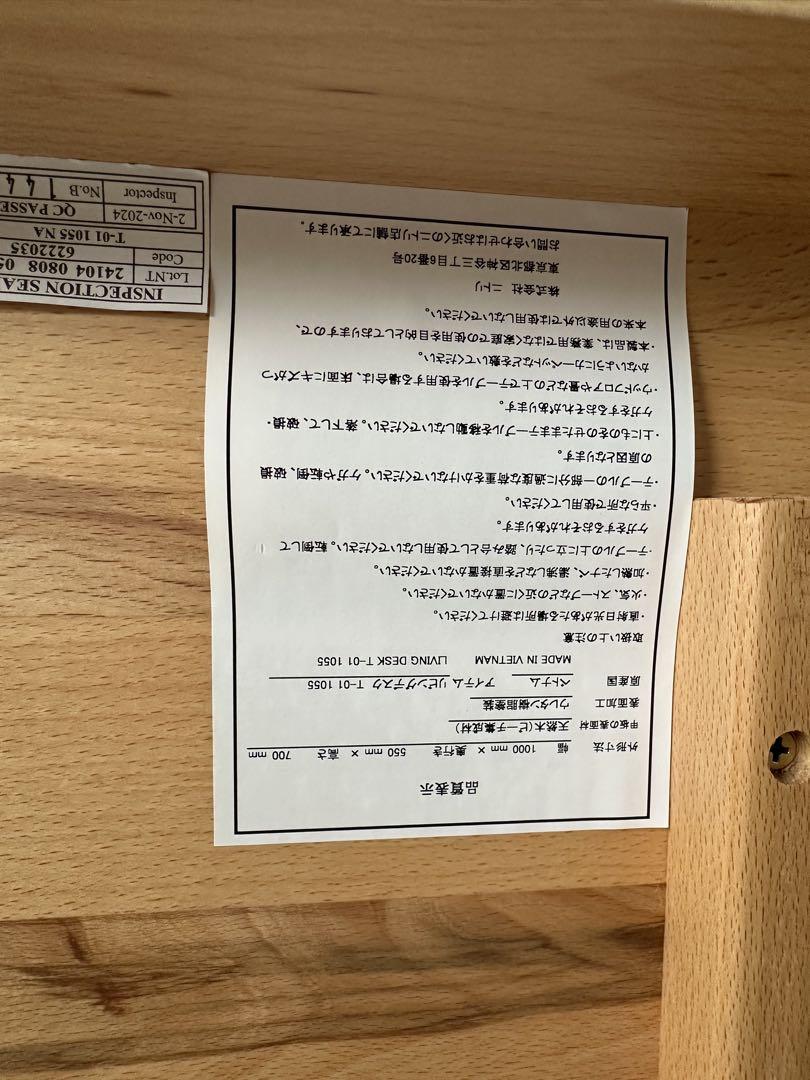 品質表示
外形寸法 幅 1000 mm × 奥行き 550 mm × 高さ 700 mm
甲板の表面材 天然木(ビーチ集成材)
表面加工 ウレタン樹脂塗装
原産国 ベトナム アイテム リビングデスク T-01 1055
MADE IN VIETNAM LIVING DESK T-01 1055
取扱い上の注意
・直射日光があたる場所は避けてください。
・火気、ストーブなどの近くに置かないでください。
・加熱したナベ、湯沸しなどを直接置かないでください。
・テーブルの上に立ったり、踏み台として使用しないでください。転倒して
ケガをするおそれがあります。
・平らな所で使用してください。
・テーブルの一部分に過度な荷重をかけないでください。ケガや転倒、破損
の原因となります。
・上にものをのせたままテーブルを移動しないでください。落下して、破損・
ケガをするおそれがあります。
・ウッドフロアや畳などの上でテーブルを使用する場合は、床面にキズがつ
かないようにカーペットなどを敷いてください。
・本製品は、業務用ではなく家庭での使用を目的としておりますので、
本来の用途以外では使用しないでください。
株式会社 ニトリ
東京都北区神谷三丁目6番20号
お問い合わせはお近くのニトリ店舗にて承ります。
INSPECTION SEA
Lot.NT 24104 0808 05
Code 6222035
T-01 1055 NA
2-Nov-2024 QC PASSE
Inspector No.B 1 4 4